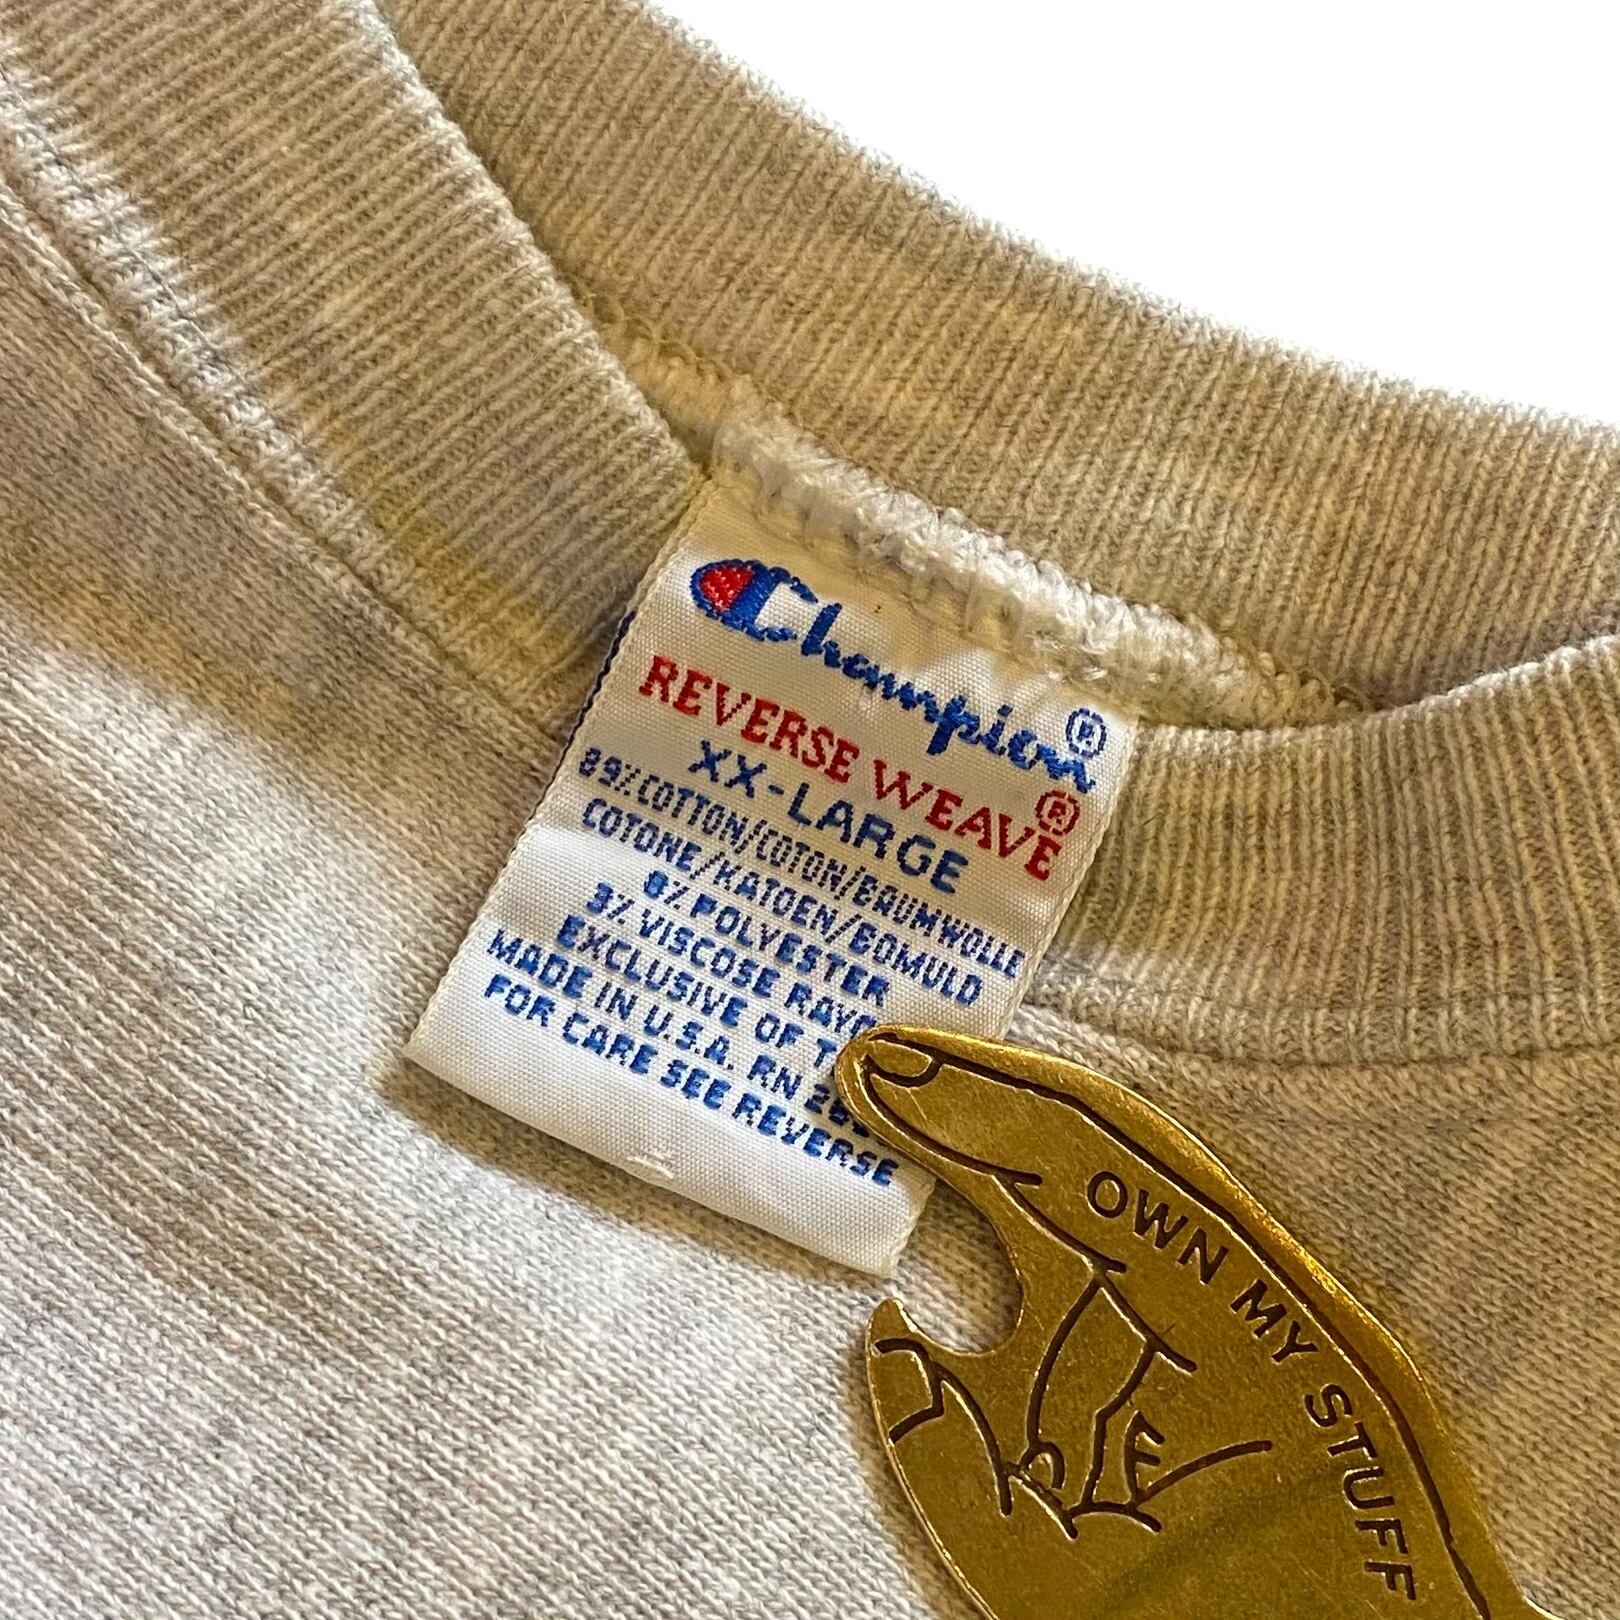 Champion®
REVERSE WEAVE®
XX-LARGE
89% COTTON/COTON/BAUMWOLLE
COTONE/KATOEN/BOMULD
8% POLYESTER
3% VISCOSE
EXCLUSIVE OF
MADE IN U.S.A. RN
FOR CARE SEE REVERSE
OWN MY STUFF